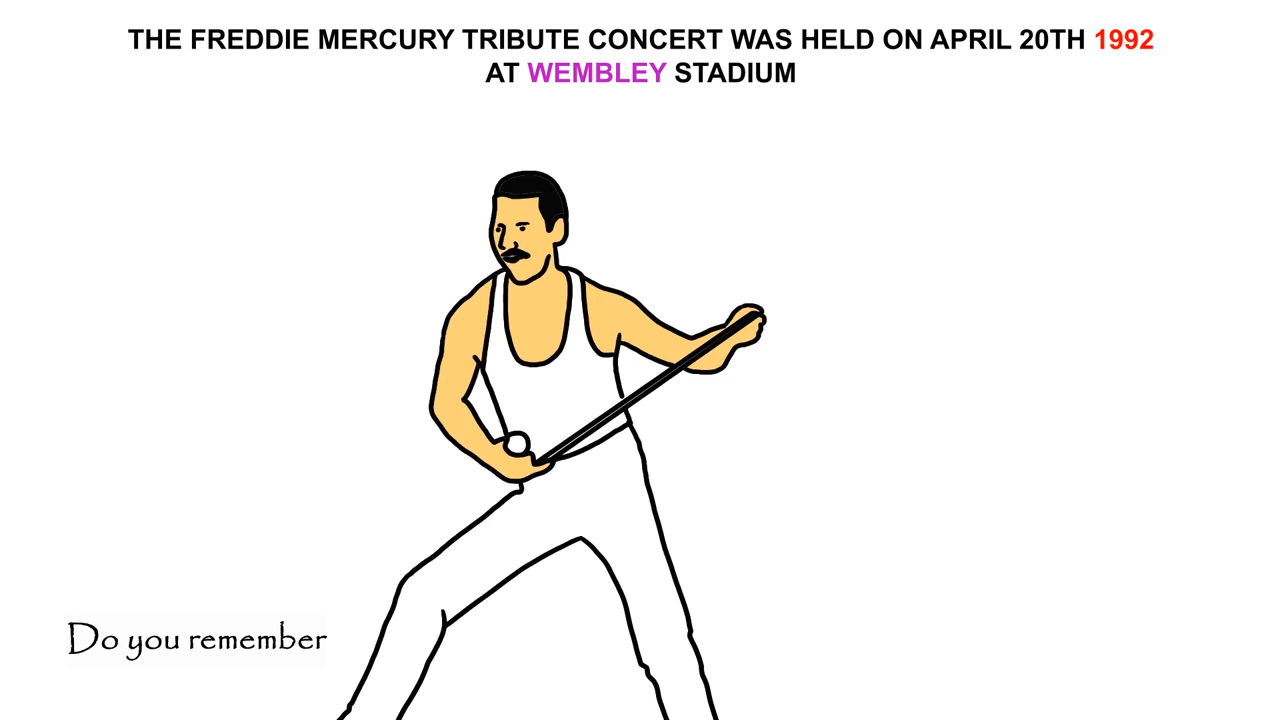 THE FREDDIE MERCURY TRIBUTE CONCERT WAS HELD ON APRIL 20TH 1992
AT WEMBLEY STADIUM
Do you remember